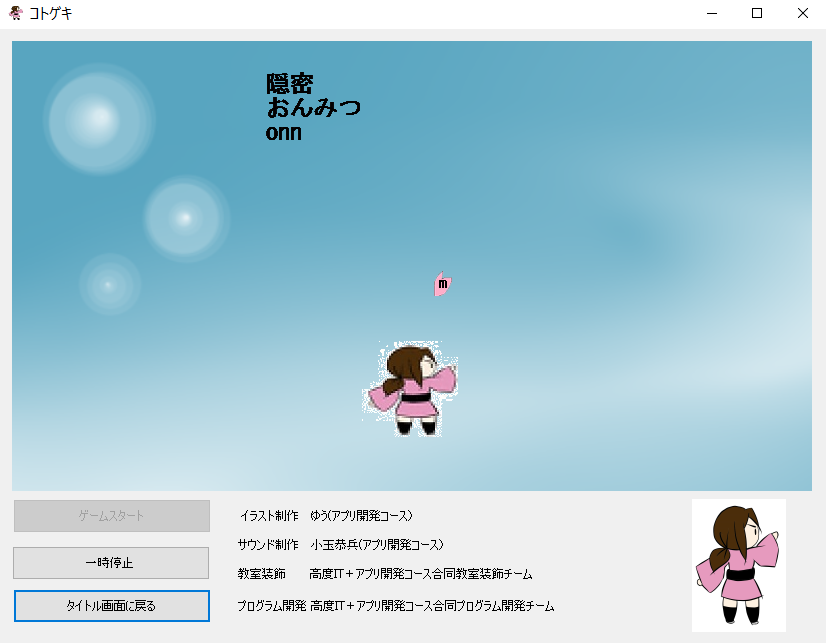 コトゲキ
隠密
おんみつ
onn
m
ゲームスタート
一時停止
タイトル画面に戻る
イラスト制作 ゆう(アプリ開発コース)
サウンド制作 小玉恭兵(アプリ開発コース)
教室装飾 高度IT+アプリ開発コース合同教室装飾チーム
プログラム開発 高度IT+アプリ開発コース合同プログラム開発チーム